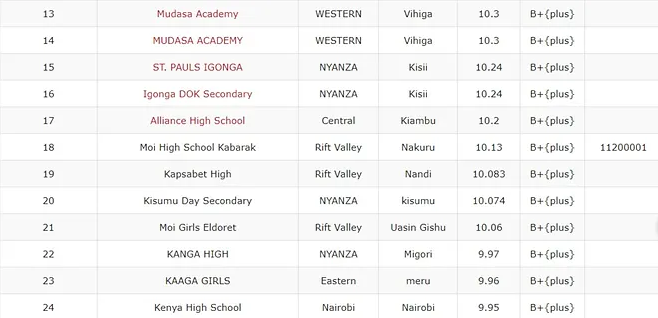 13 Mudasa Academy WESTERN Vihiga 10.3 B+{plus}
14 MUDASA ACADEMY WESTERN Vihiga 10.3 B+{plus}
15 ST. PAULS IGONGA NYANZA Kisii 10.24 B+{plus}
16 Igonga DOK Secondary NYANZA Kisii 10.24 B+{plus}
17 Alliance High School Central Kiambu 10.2 B+{plus}
18 Moi High School Kabarak Rift Valley Nakuru 10.13 B+{plus} 11200001
19 Kapsabet High Rift Valley Nandi 10.083 B+{plus}
20 Kisumu Day Secondary NYANZA kisumu 10.074 B+{plus}
21 Moi Girls Eldoret Rift Valley Uasin Gishu 10.06 B+{plus}
22 KANGA HIGH NYANZA Migori 9.97 B+{plus}
23 KAAGA GIRLS Eastern meru 9.96 B+{plus}
24 Kenya High School Nairobi Nairobi 9.95 B+{plus}